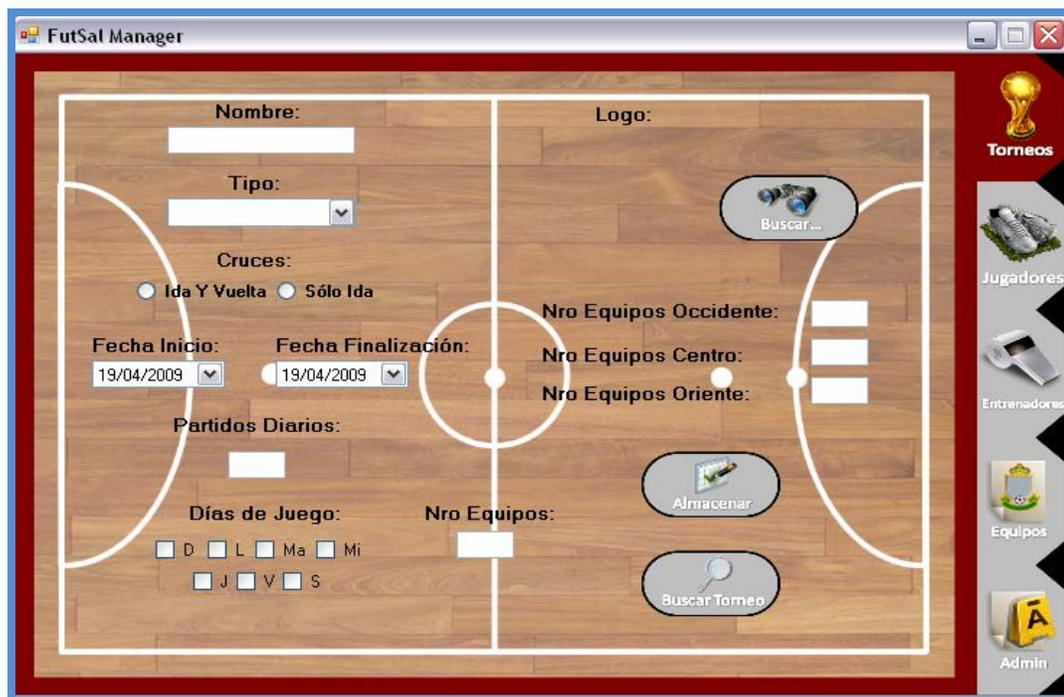 FutSal Manager
Nombre:
Logo:
Tipo:
Buscar...
Cruces:
Ida Y Vuelta Sólo Ida
Nro Equipos Occidente:
Fecha Inicio: Fecha Finalización:
19/04/2009 19/04/2009
Nro Equipos Centro:
Nro Equipos Oriente:
Partidos Diarios:
Almacenar
Días de Juego:
Nro Equipos:
D L Ma Mi
J V S
Buscar Torneo
Torneos
Jugadores
Entrenadores
Equipos
A
Admin